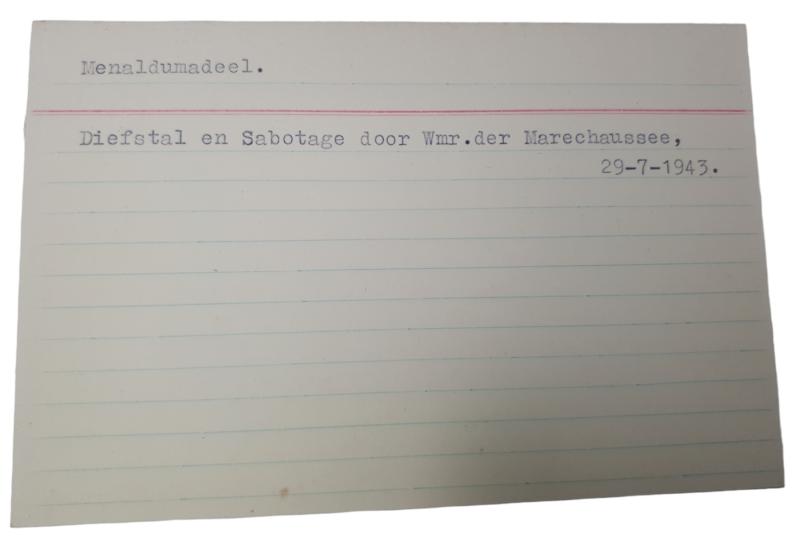 Menaldumadeel.
Diefstal en Sabotage door Wmr.der Marechaussee,
29-7-1943.